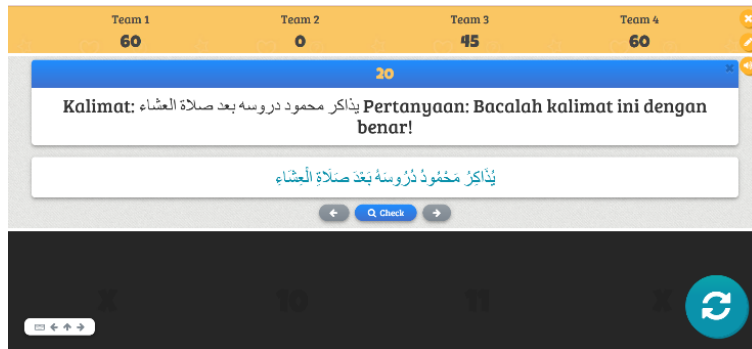 Team 1 Team 2 Team 3 Team 4
60 0 45 60
20
Kalimat: يذاكر محمود دروسه بعد صلاة العشاء Pertanyaan: Bacalah kalimat ini dengan
benar!
يُذَاكِرُ مَحْمُودُ دُرُوسَهُ بَعْدَ صَلَاةِ الْعِشَاءِ
Check
X 10 11 X